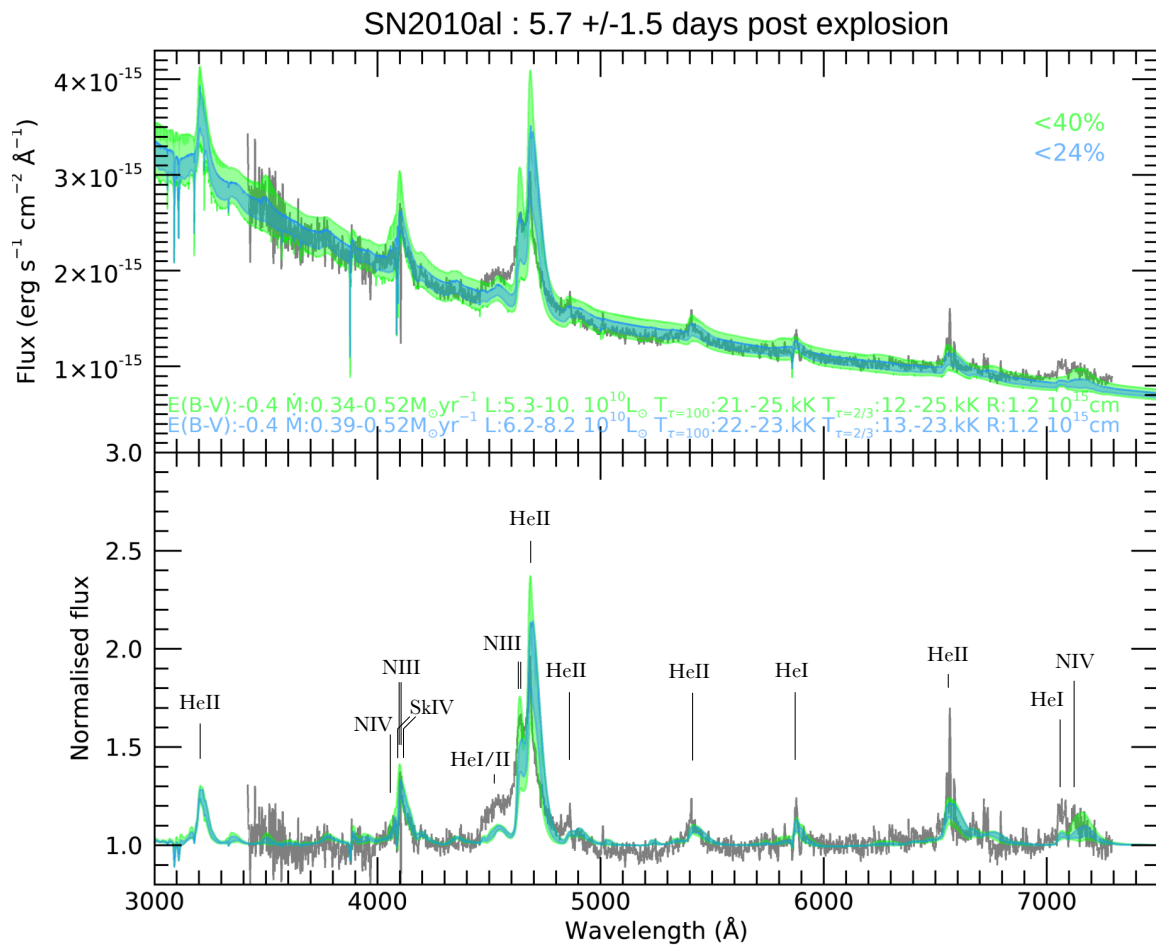 SN2010al : 5.7 +/-1.5 days post explosion
4×10⁻¹⁵
3×10⁻¹⁵
2×10⁻¹⁵
1×10⁻¹⁵
Flux (erg s⁻¹ cm⁻² Å⁻¹)
<40%
<24%
E(B-V):-0.4 Ṁ:0.34-0.52M⊙yr⁻¹ L:5.3-10. 10¹⁰L⊙ T_τ=100:21.-25.kK T_τ=2/3:12.-25.kK R:1.2 10¹⁵cm
E(B-V):-0.4 Ṁ:0.39-0.52M⊙yr⁻¹ L:6.2-8.2 10¹⁰L⊙ T_τ=100:22.-23.kK T_τ=2/3:13.-23.kK R:1.2 10¹⁵cm
3.0
2.5
2.0
1.5
1.0
Normalised flux
HeII
NIV
NIII
SkIV
HeI/II
NIII
HeII
HeII
HeII
HeI
HeII
HeI
NIV
3000 4000 5000 6000 7000
Wavelength (Å)